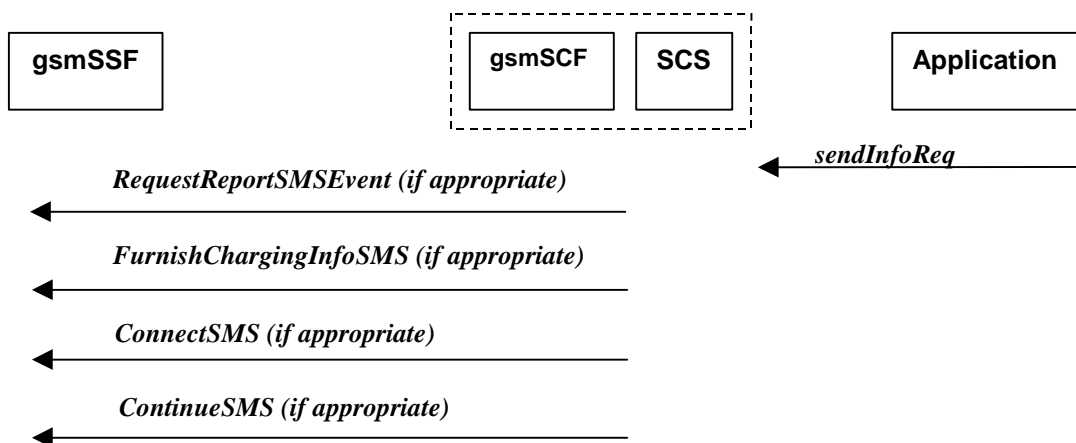 gsmSSF
gsmSCF
SCS
Application
sendInfoReq
RequestReportSMSEvent (if appropriate)
FurnishChargingInfoSMS (if appropriate)
ConnectSMS (if appropriate)
ContinueSMS (if appropriate)